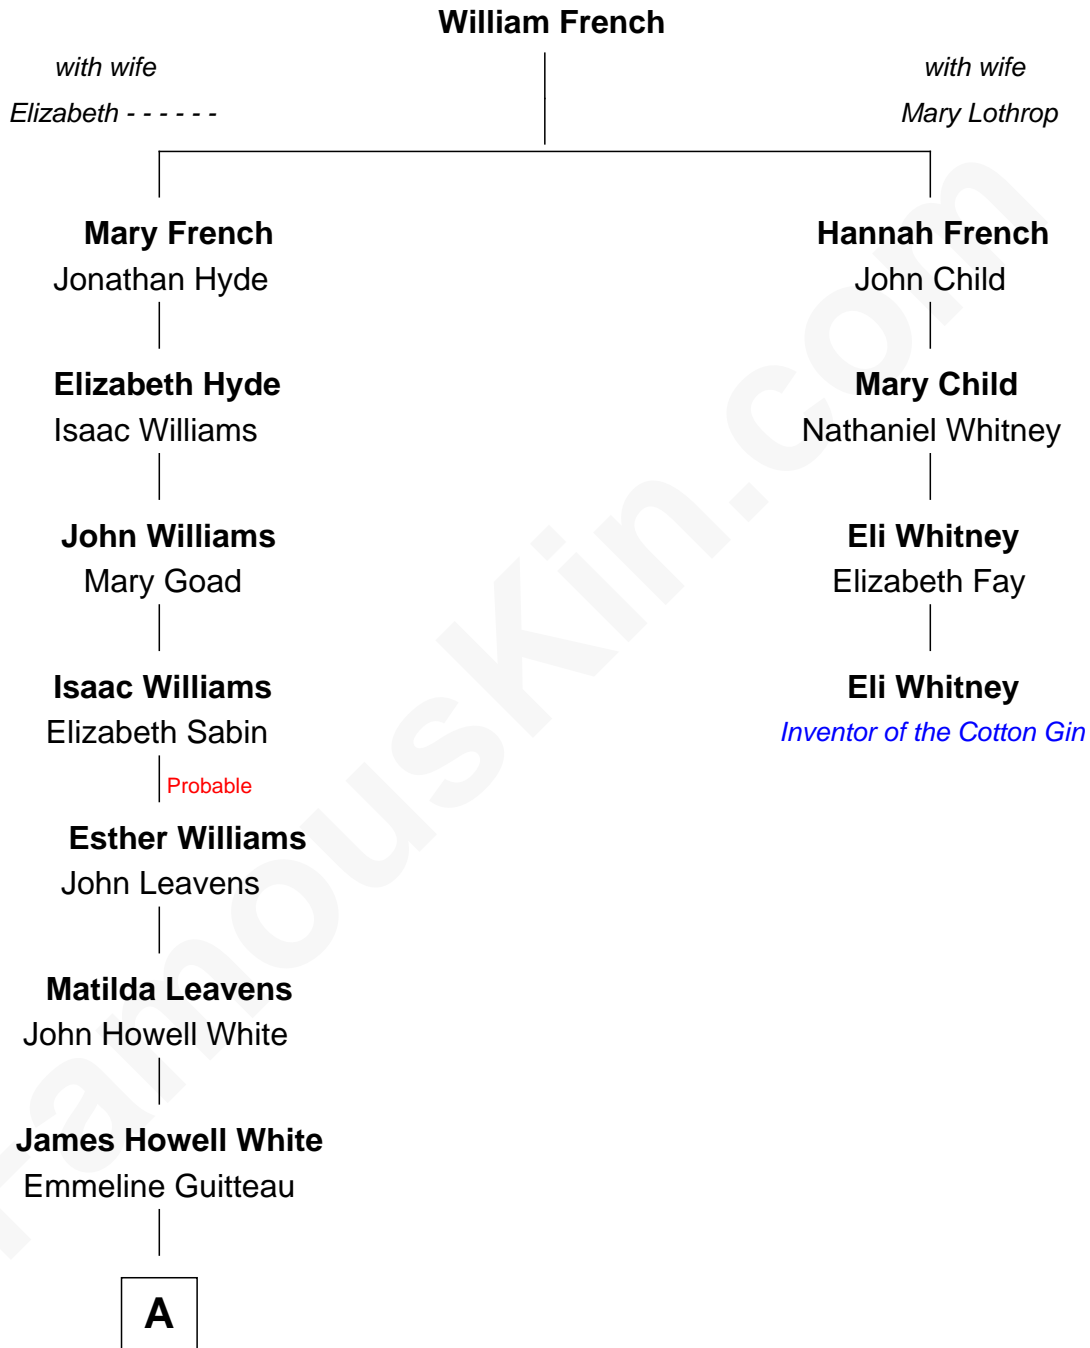 William French
with wife
Elizabeth - - - - - -
with wife
Mary Lothrop
Mary French
Jonathan Hyde
Hannah French
John Child
Elizabeth Hyde
Isaac Williams
Mary Child
Nathaniel Whitney
John Williams
Mary Goad
Eli Whitney
Elizabeth Fay
Isaac Williams
Elizabeth Sabin
Eli Whitney
Inventor of the Cotton Gin
Probable
Esther Williams
John Leavens
Matilda Leavens
John Howell White
James Howell White
Emmeline Guitteau
A
FamousKin.com